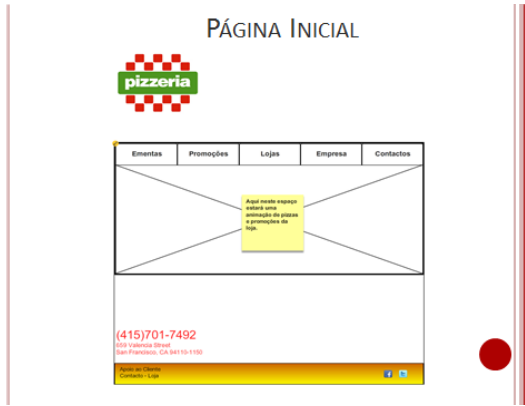 PÁGINA INICIAL
pizzeria
Ementas Promoções Lojas Empresa Contactos
Aqui neste espaço
estará uma
animação de pizzas
e promoções da
loja.
(415)701-7492
659 Valencia Street
San Francisco, CA 94110-1150
Apoio ao Cliente
Contacto - Loja